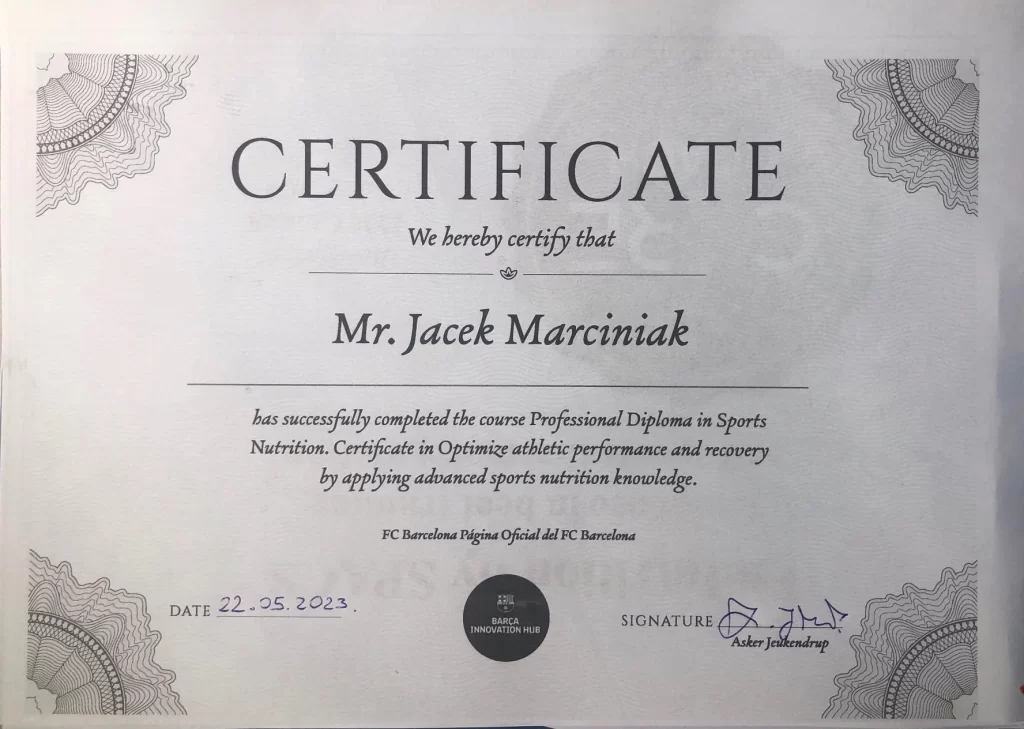 CERTIFICATE
We hereby certify that
Mr. Jacek Marciniak
has successfully completed the course Professional Diploma in Sports
Nutrition. Certificate in Optimize athletic performance and recovery
by applying advanced sports nutrition knowledge.
FC Barcelona Página Oficial del FC Barcelona
DATE 22.05.2023.
BARÇA
INNOVATION HUB
SIGNATURE
Asker Jeukendrup